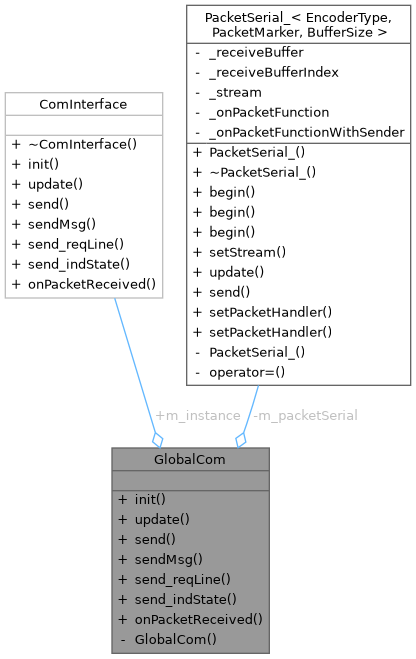 PacketSerial_< EncoderType,
PacketMarker, BufferSize >
- _receiveBuffer
- _receiveBufferIndex
- _stream
- _onPacketFunction
- _onPacketFunctionWithSender
+ PacketSerial_()
+ ~PacketSerial_()
+ begin()
+ begin()
+ begin()
+ setStream()
+ update()
+ send()
+ setPacketHandler()
+ setPacketHandler()
- PacketSerial_()
- operator=()
ComInterface
+ ~ComInterface()
+ init()
+ update()
+ send()
+ sendMsg()
+ send_reqLine()
+ send_indState()
+ onPacketReceived()
+m_instance
-m_packetSerial
GlobalCom
+ init()
+ update()
+ send()
+ sendMsg()
+ send_reqLine()
+ send_indState()
+ onPacketReceived()
- GlobalCom()